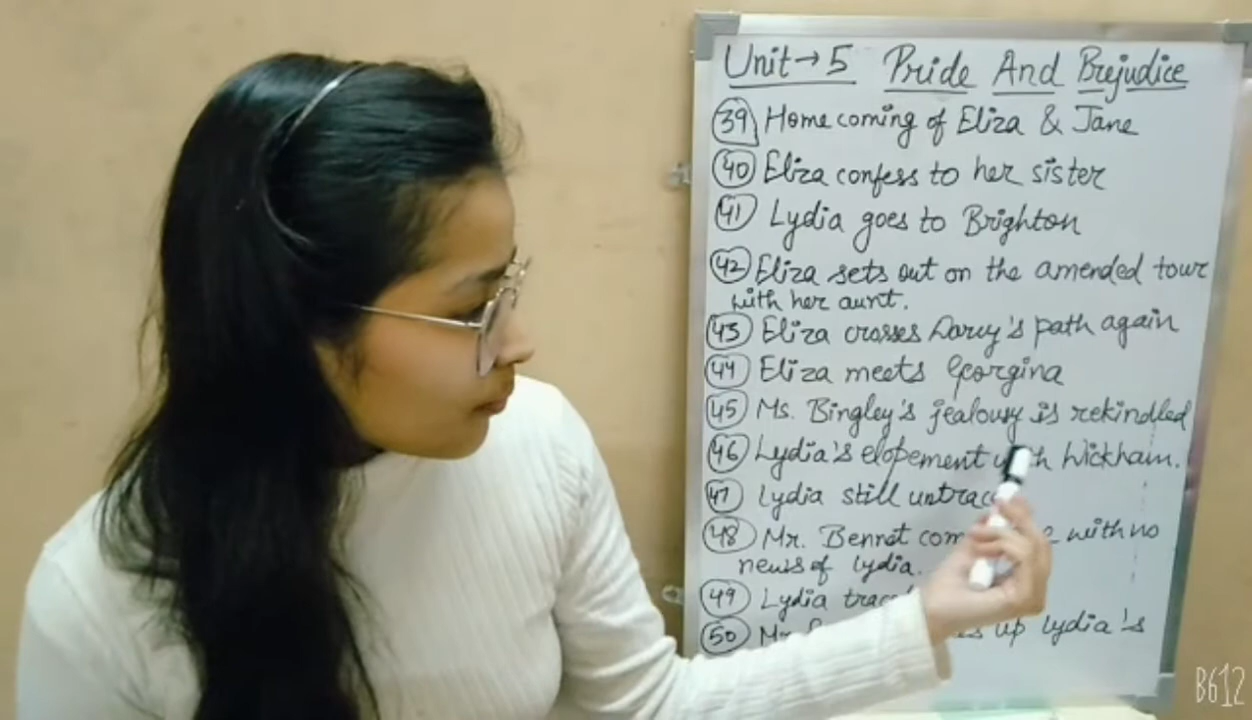 Unit → 5 Pride And Prejudice
39 Home coming of Eliza & Jane
40 Eliza confess to her sister
41 Lydia goes to Brighton
42 Eliza sets out on the amended tour
with her aunt.
43 Eliza crosses Darcy's path again
44 Eliza meets Georgina
45 Ms. Bingley's jealousy is rekindled
46 Lydia's elopement Wickham.
47 Lydia still
48 Mr. Bennet with no
news of Lydia.
49 Lydia
50 up Lydia's
B612